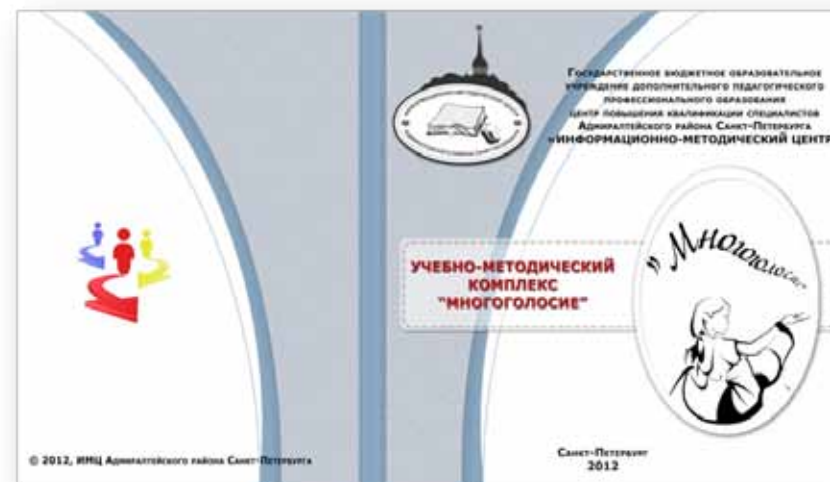 Государственное бюджетное образовательное
учреждение дополнительного педагогического
профессионального образования
центр повышения квалификации специалистов
Адмиралтейского района Санкт-Петербурга
«ИНФОРМАЦИОННО-МЕТОДИЧЕСКИЙ ЦЕНТР
УЧЕБНО-МЕТОДИЧЕСКИЙ
КОМПЛЕКС
"МНОГОГОЛОСИЕ"
"Многоголосие"
© 2012, ИМЦ Адмиралтейского района Санкт-Петербурга
Санкт-Петербург
2012